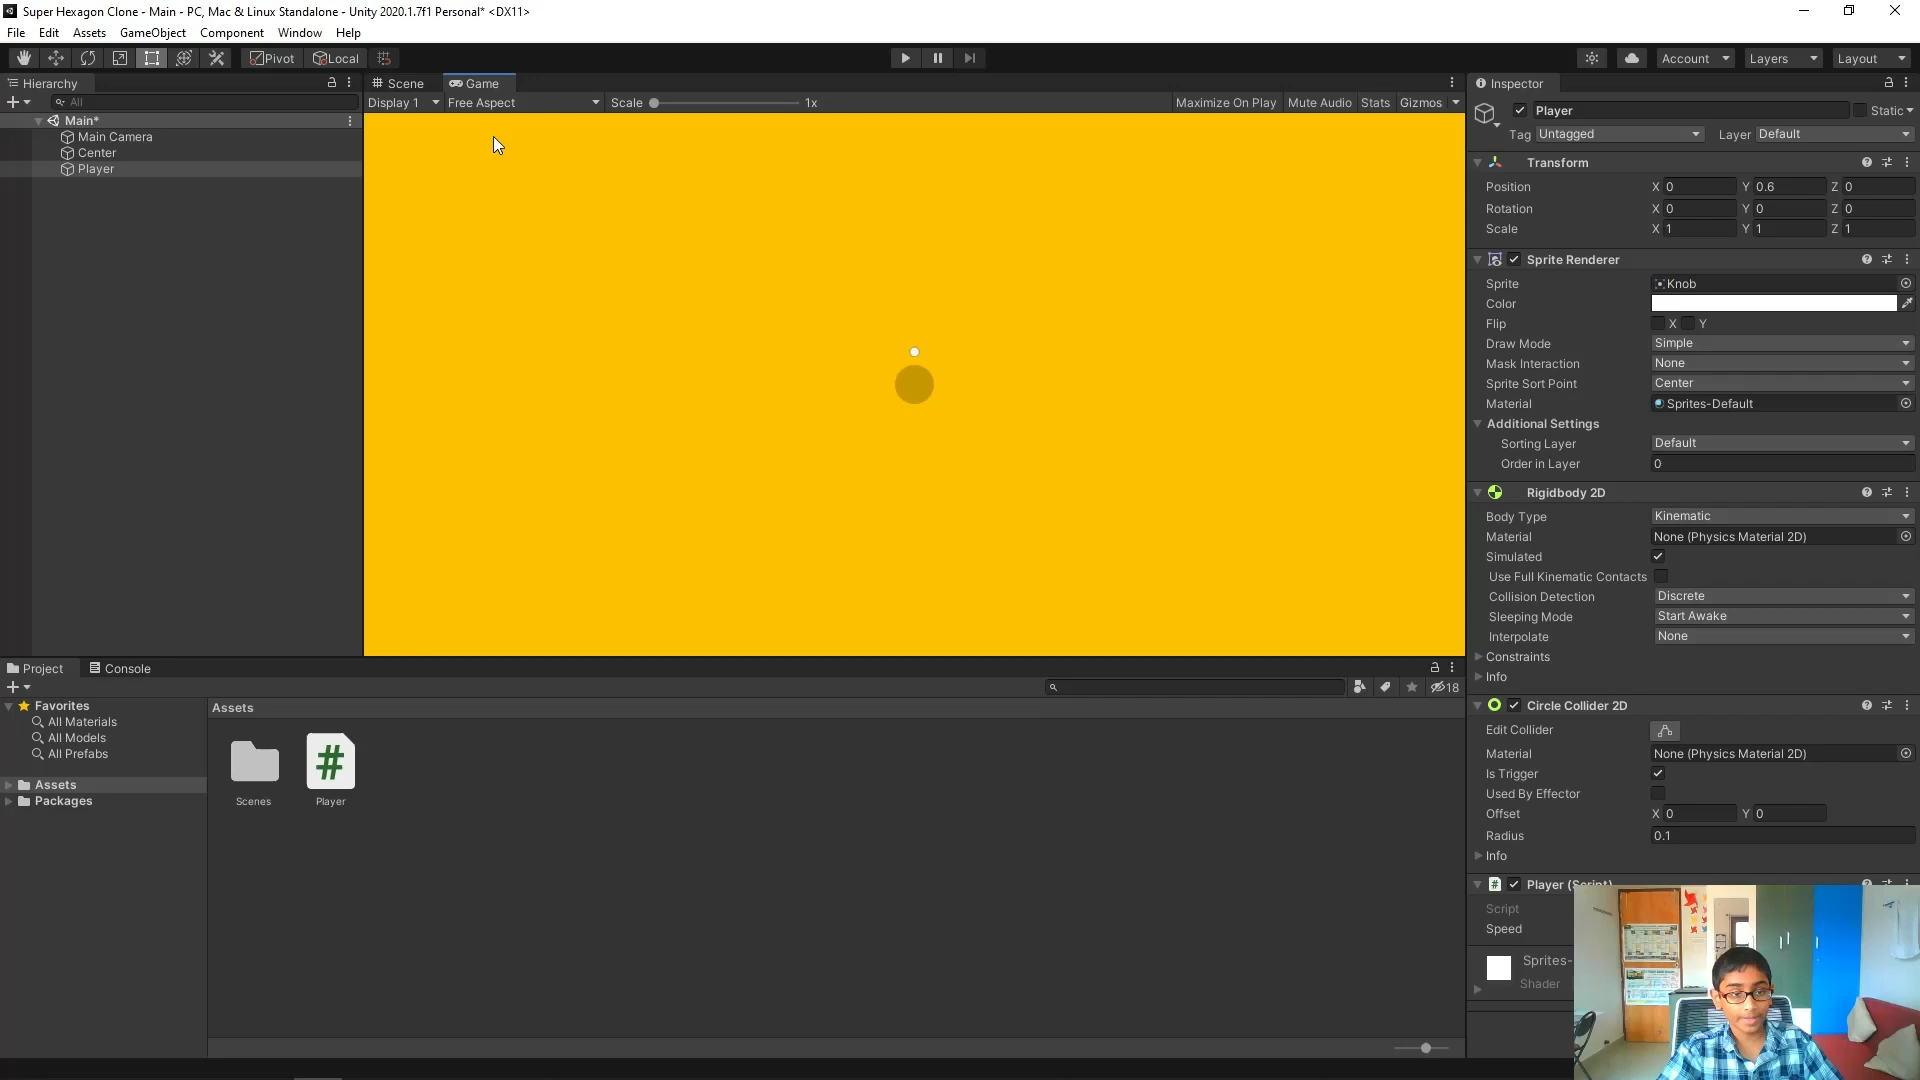 Super Hexagon Clone - Main - PC, Mac & Linux Standalone - Unity 2020.1.7f1 Personal* <DX11>
File Edit Assets GameObject Component Window Help
Pivot Local Account Layers Layout
Hierarchy
All
Main*
Main Camera
Center
Player
Scene Game
Display 1 Free Aspect Scale 1x Maximize On Play Mute Audio Stats Gizmos
Inspector
Player Static
Tag Untagged Layer Default
Transform
Position X 0 Y 0.6 Z 0
Rotation X 0 Y 0 Z 0
Scale X 1 Y 1 Z 1
Sprite Renderer
Sprite Knob
Color
Flip X Y
Draw Mode Simple
Mask Interaction None
Sprite Sort Point Center
Material Sprites-Default
Additional Settings
Sorting Layer Default
Order in Layer 0
Rigidbody 2D
Body Type Kinematic
Material None (Physics Material 2D)
Simulated
Use Full Kinematic Contacts
Collision Detection Discrete
Sleeping Mode Start Awake
Interpolate None
Constraints
Info
Circle Collider 2D
Edit Collider
Material None (Physics Material 2D)
Is Trigger
Used By Effector
Offset X 0 Y 0
Radius 0.1
Info
Player (Script)
Script
Speed
Sprites-
Shader
Project Console
18
Favorites
All Materials
All Models
All Prefabs
Assets
Packages
Assets
Scenes
Player